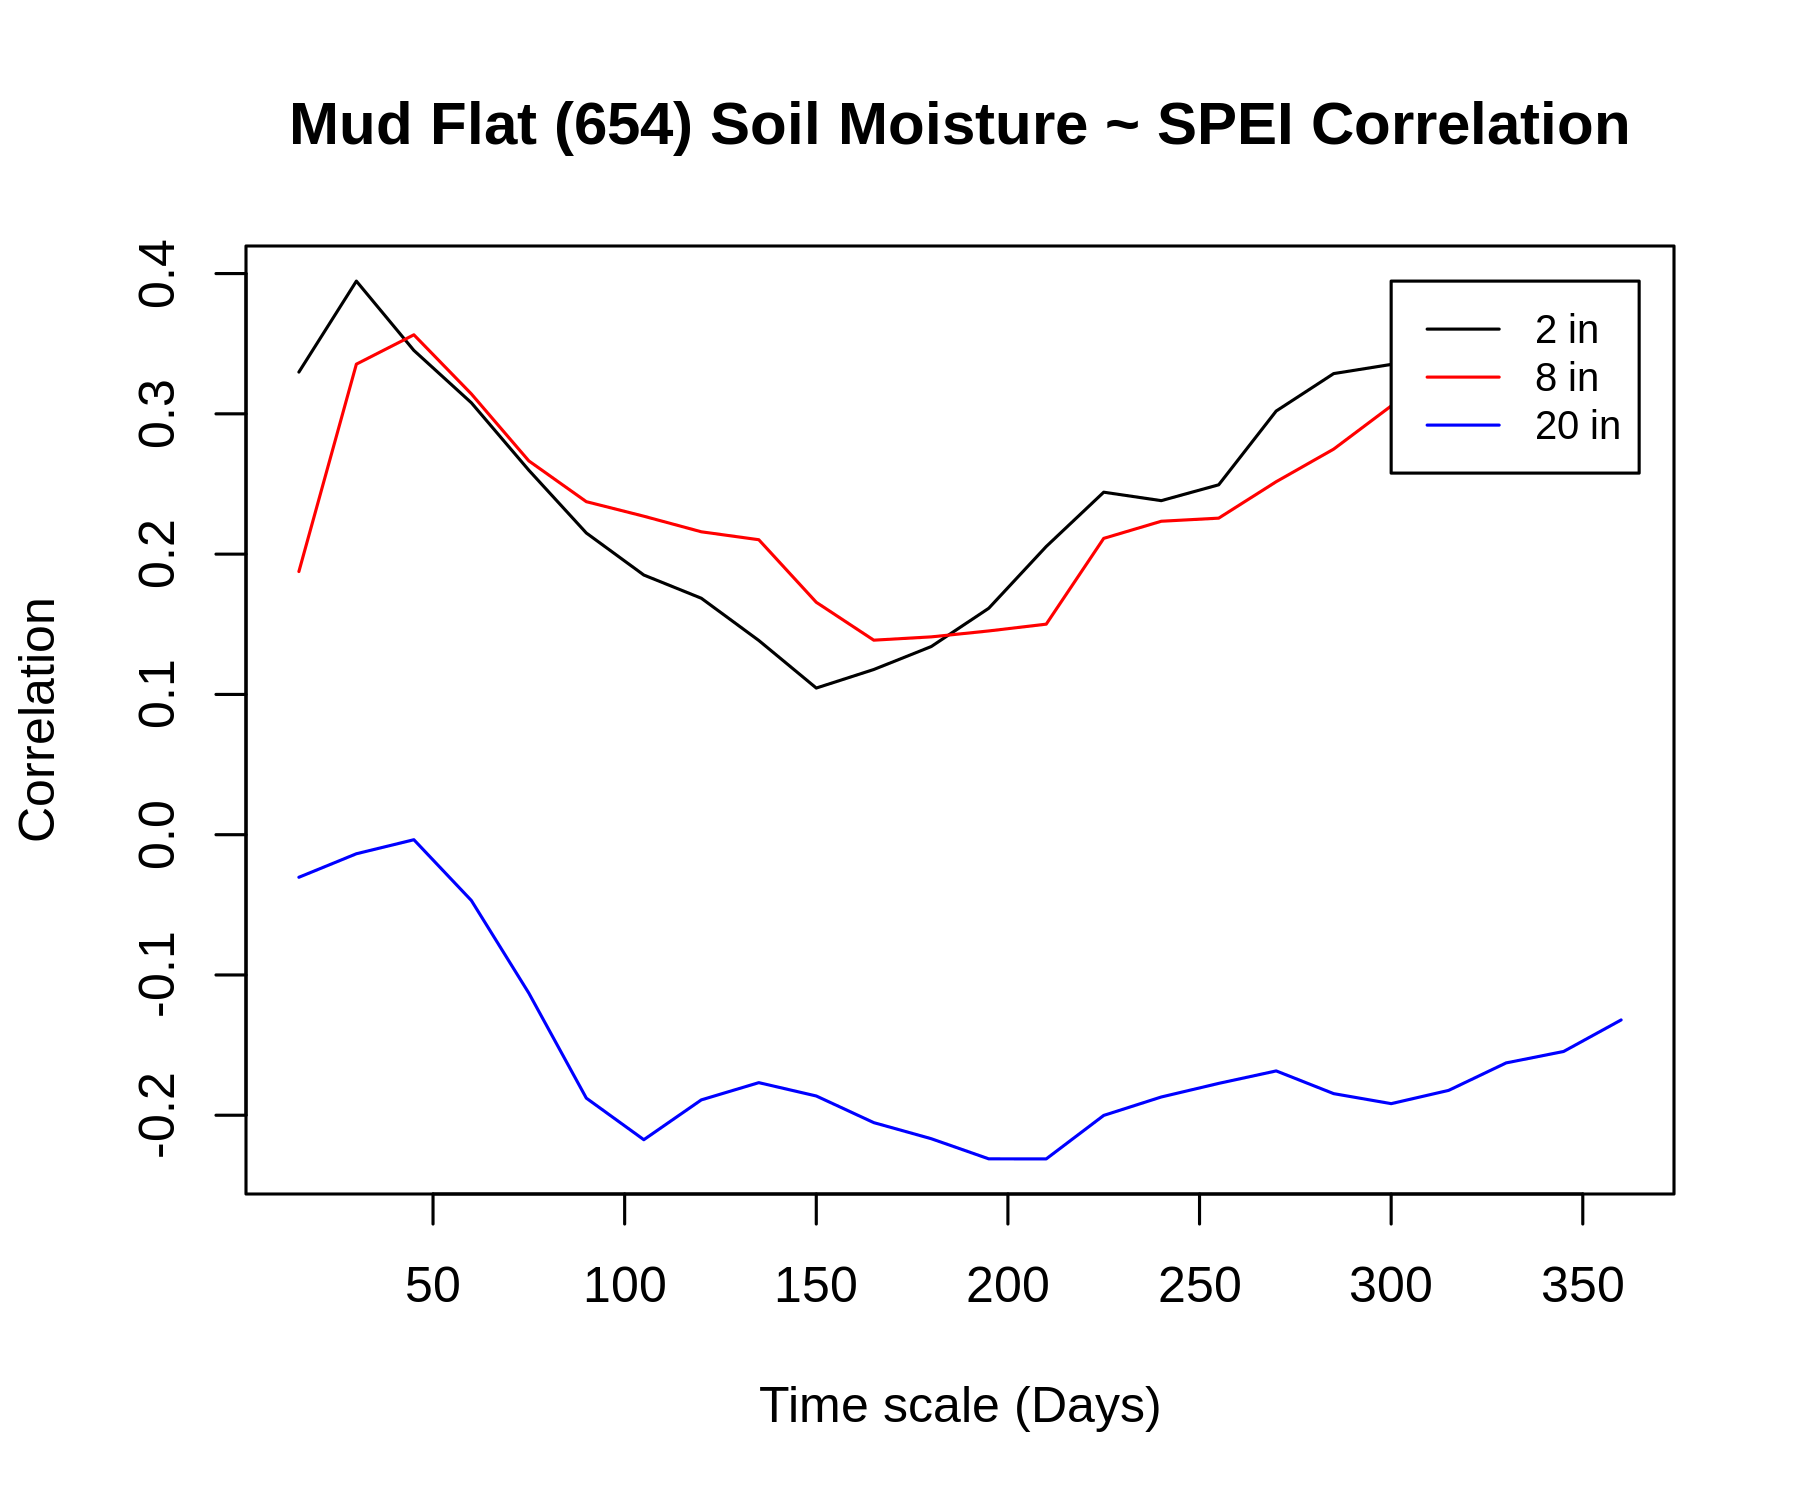 Mud Flat (654) Soil Moisture ~ SPEI Correlation
Correlation
0.4
0.3
0.2
0.1
0.0
-0.1
-0.2
2 in
8 in
20 in
50 100 150 200 250 300 350
Time scale (Days)